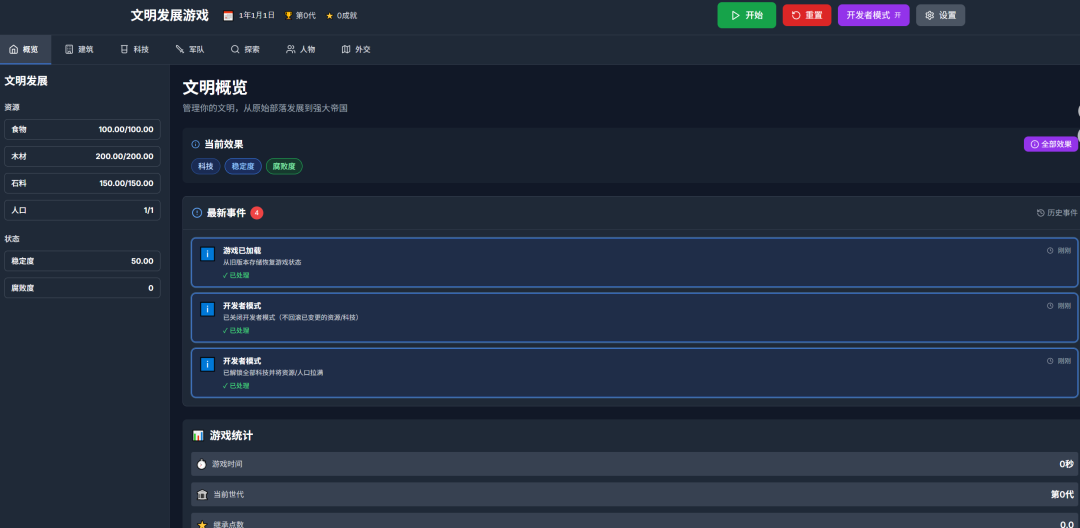 文明发展游戏 1年1月1日 第0代 0成就 开始 重置 开发者模式 开 设置
概览 建筑 科技 军队 探索 人物 外交
文明发展
资源
食物 100.00/100.00
木材 200.00/200.00
石料 150.00/150.00
人口 1/1
状态
稳定度 50.00
腐败度 0
文明概览
管理你的文明，从原始部落发展到强大帝国
当前效果 全部效果
科技 稳定度 腐败度
最新事件 4 历史事件
游戏已加载 刚刚
从旧版本存储恢复游戏状态
✓ 已处理
开发者模式 刚刚
已关闭开发者模式（不回滚已变更的资源/科技）
✓ 已处理
开发者模式 刚刚
已解锁全部科技并将资源/人口拉满
✓ 已处理
游戏统计
游戏时间 0秒
当前世代 第0代
继承点数 0.0